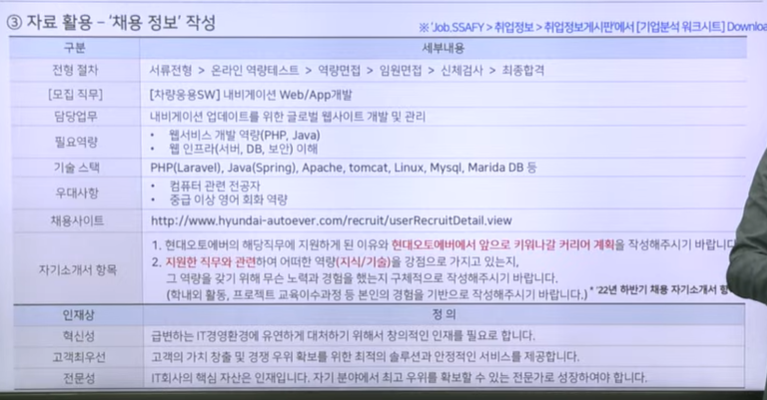 ③ 자료 활용 – '채용 정보' 작성
※ 'Job.SSAFY > 취업정보 > 취업정보게시판'에서 [기업분석 워크시트]
구분 세부내용
전형 절차 서류전형 > 온라인 역량테스트 > 역량면접 > 임원면접 > 신체검사 > 최종합격
[모집 직무] [차량응용SW] 내비게이션 Web/App개발
담당업무 내비게이션 업데이트를 위한 글로벌 웹사이트 개발 및 관리
필요역량 • 웹서비스 개발 역량(PHP, Java)
• 웹 인프라(서버, DB, 보안) 이해
기술 스택 PHP(Laravel), Java(Spring), Apache, tomcat, Linux, Mysql, Marida DB 등
우대사항 • 컴퓨터 관련 전공자
• 중급 이상 영어 회화 역량
채용사이트 http://www.hyundai-autoever.com/recruit/userRecruitDetail.view
자기소개서 항목 1. 현대오토에버의 해당직무에 지원하게 된 이유와 현대오토에버에서 앞으로 키워나갈 커리어 계획을 작성해주시기 바랍니다
2. 지원한 직무와 관련하여 어떠한 역량(지식/기술)을 강점으로 가지고 있는지,
그 역량을 갖기 위해 무슨 노력과 경험을 했는지 구체적으로 작성해주시기 바랍니다.
(학내외 활동, 프로젝트 교육이수과정 등 본인의 경험을 기반으로 작성해주시기 바랍니다.)
* '22년 하반기 채용 자기소개서
인재상 정 의
혁신성 급변하는 IT경영환경에 유연하게 대처하기 위해서 창의적인 인재를 필요로 합니다.
고객최우선 고객의 가치 창출 및 경쟁 우위 확보를 위한 최적의 솔루션과 안정적인 서비스를 제공합니다.
전문성 IT회사의 핵심 자산은 인재입니다. 자기 분야에서 최고 우위를 확보할 수 있는 전문가로 성장하여야 합니다.